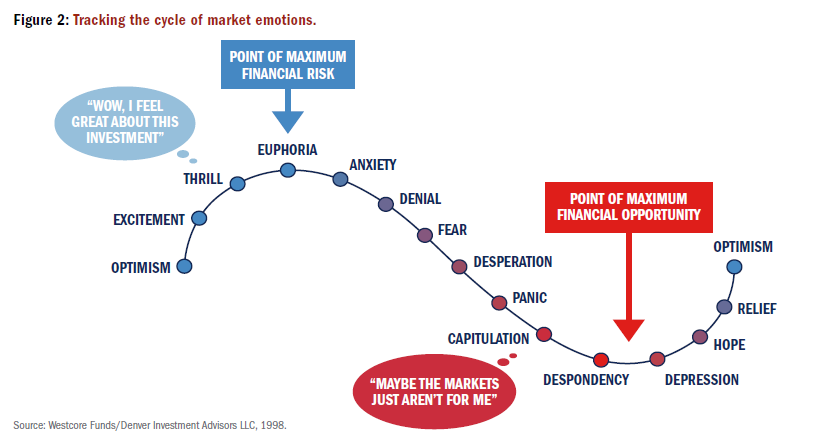 Figure 2: Tracking the cycle of market emotions.
POINT OF MAXIMUM
FINANCIAL RISK
“WOW, I FEEL
GREAT ABOUT THIS
INVESTMENT”
EUPHORIA
THRILL
ANXIETY
EXCITEMENT
DENIAL
OPTIMISM
FEAR
DESPERATION
PANIC
CAPITULATION
“MAYBE THE MARKETS
JUST AREN’T FOR ME”
POINT OF MAXIMUM
FINANCIAL OPPORTUNITY
DESPONDENCY
DEPRESSION
HOPE
RELIEF
OPTIMISM
Source: Westcore Funds/Denver Investment Advisors LLC, 1998.